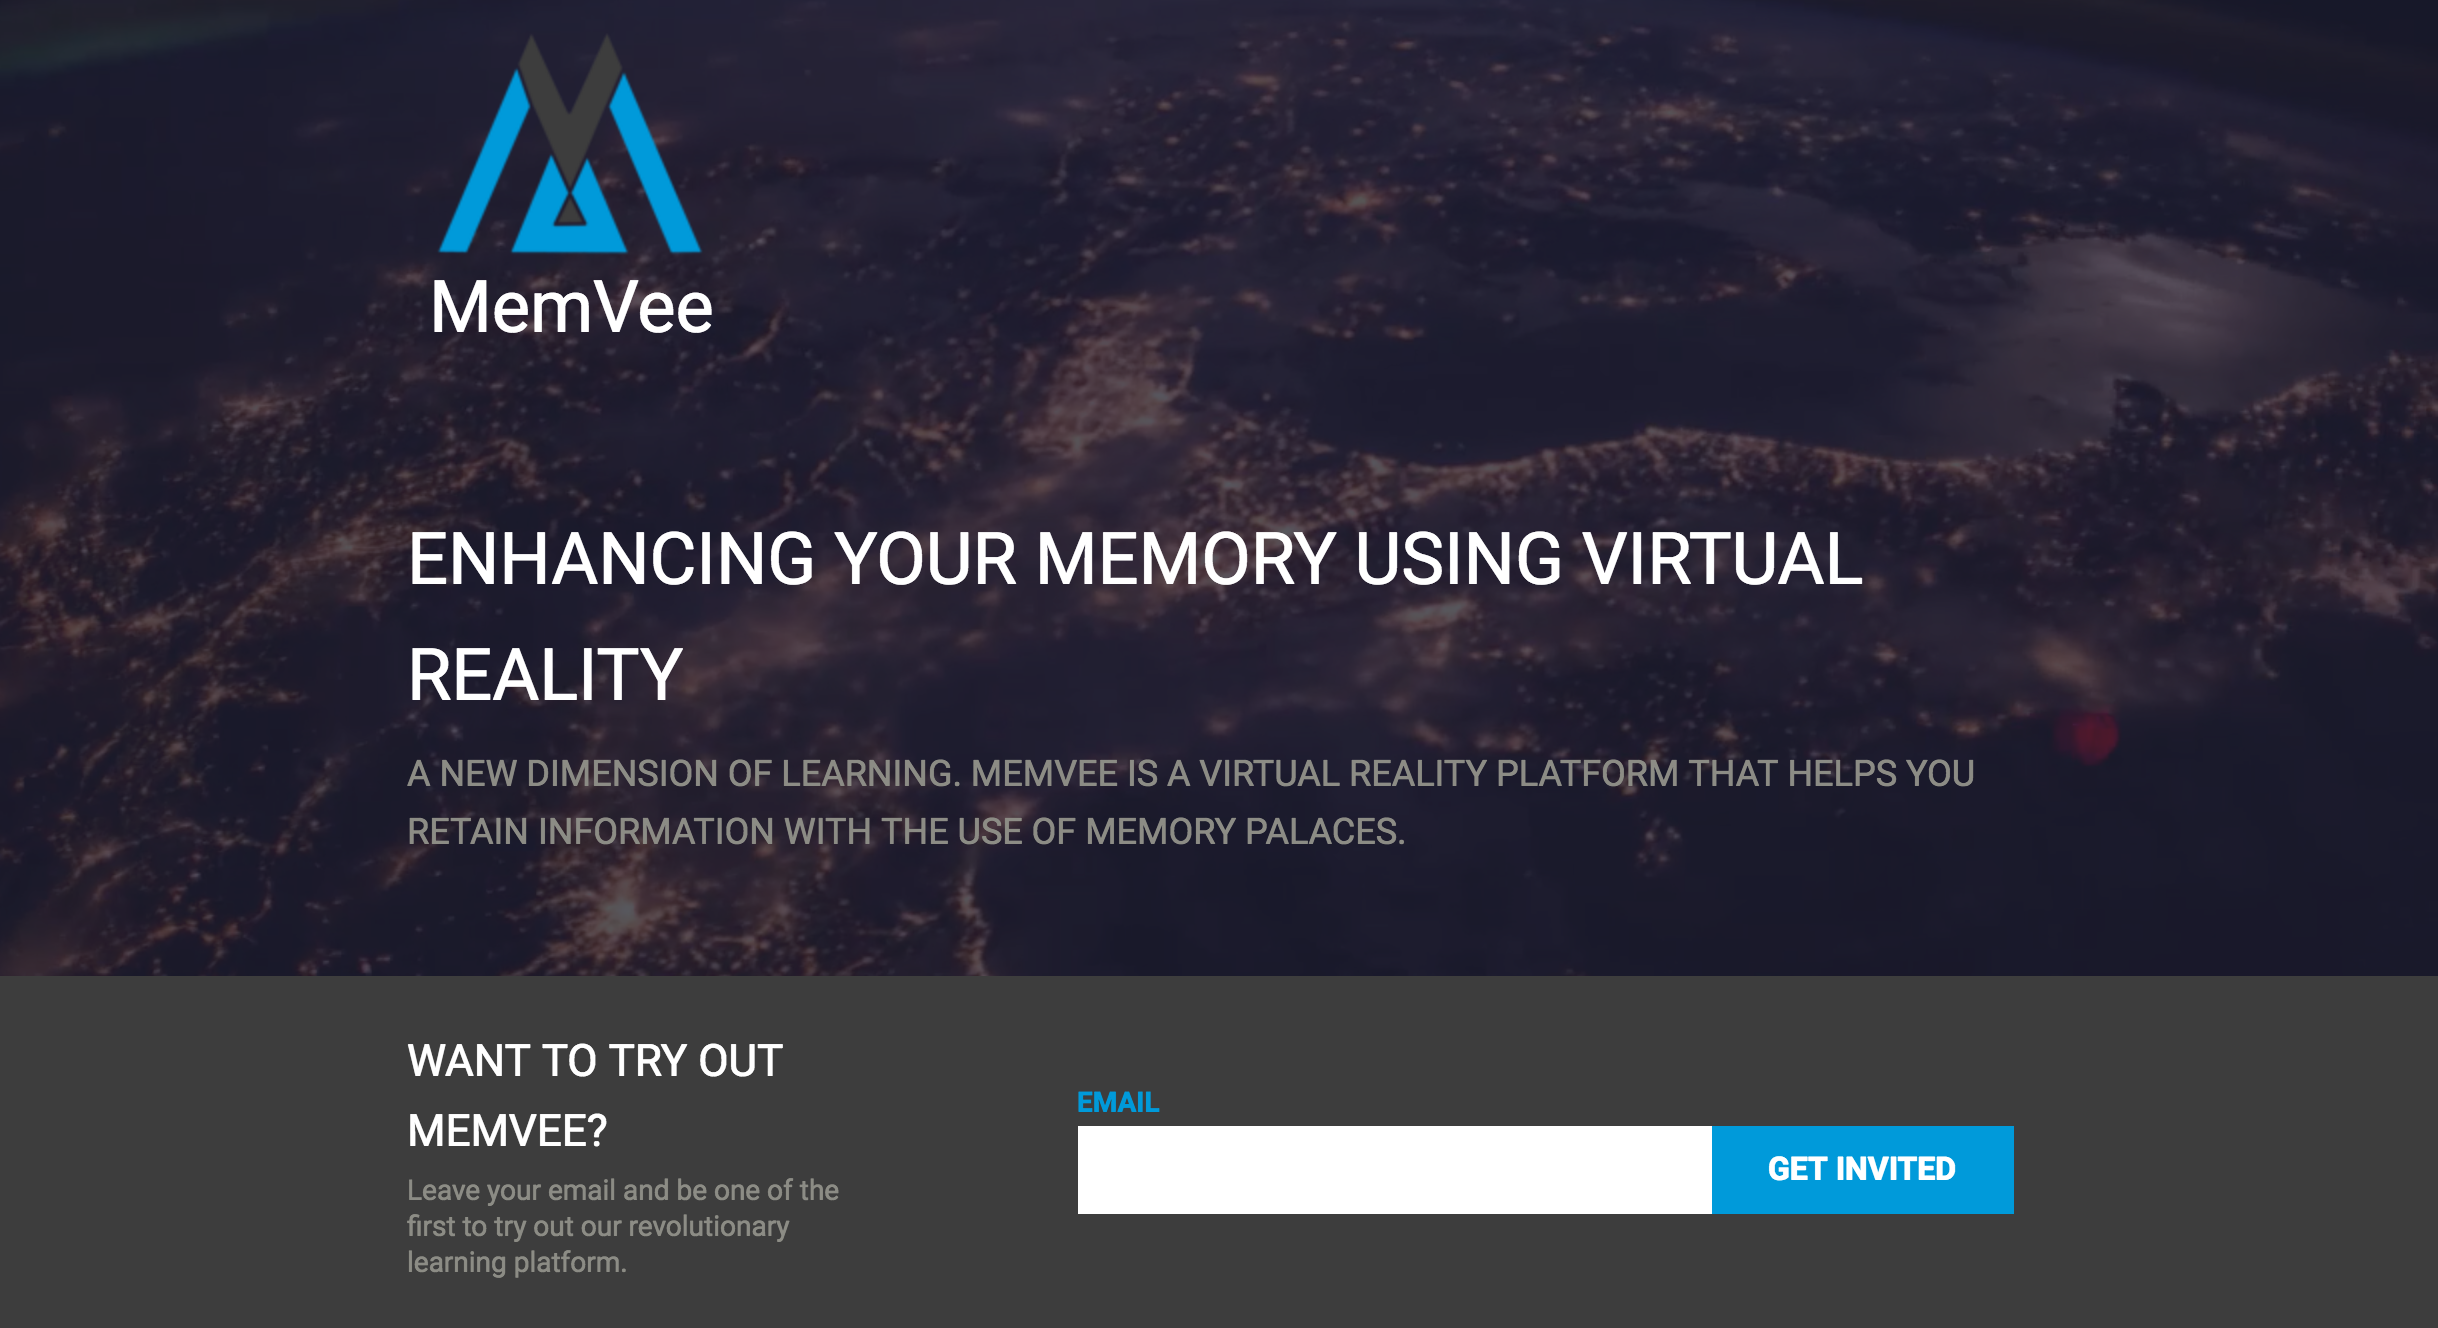 MemVee
ENHANCING YOUR MEMORY USING VIRTUAL
REALITY
A NEW DIMENSION OF LEARNING. MEMVEE IS A VIRTUAL REALITY PLATFORM THAT HELPS YOU
RETAIN INFORMATION WITH THE USE OF MEMORY PALACES.
WANT TO TRY OUT
MEMVEE?
Leave your email and be one of the
first to try out our revolutionary
learning platform.
EMAIL
GET INVITED